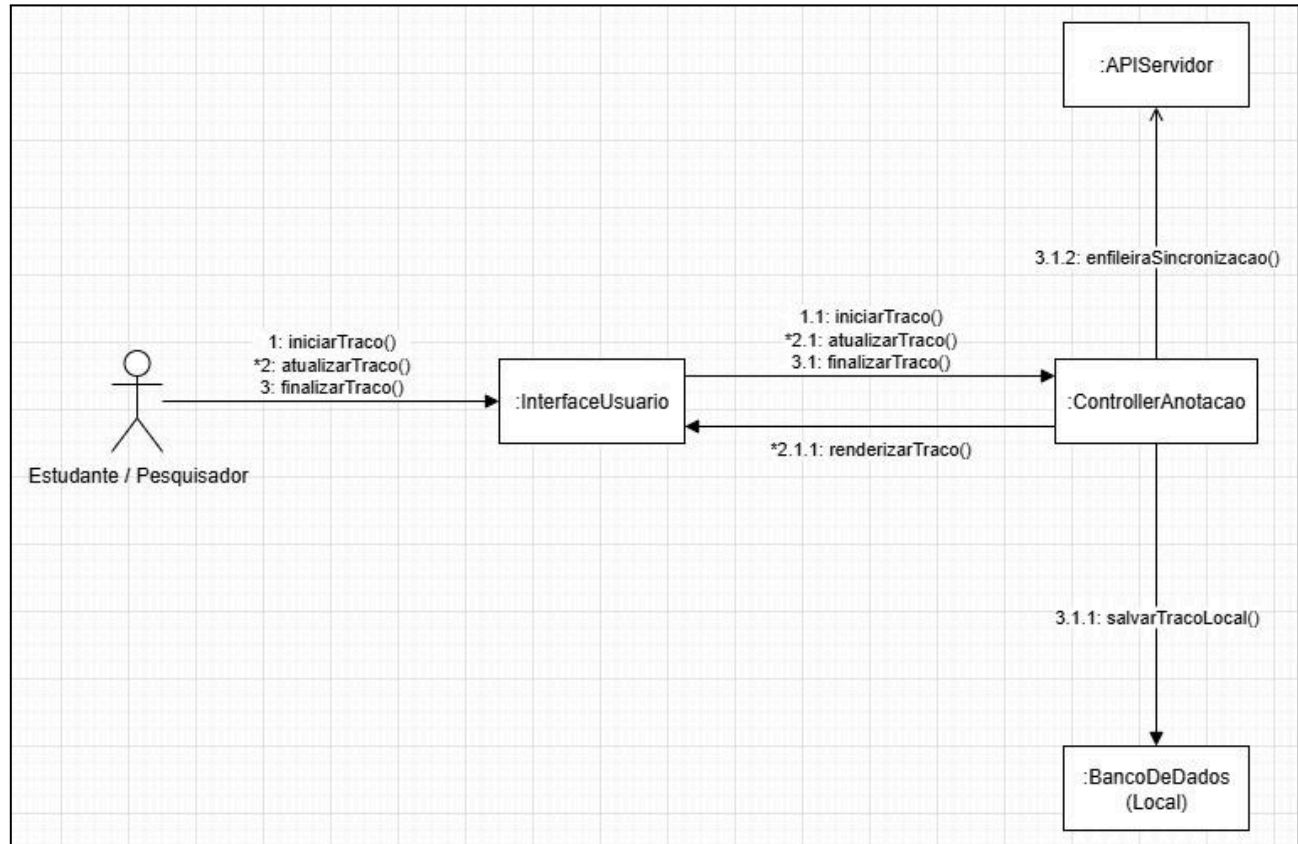 :APIServidor
3.1.2: enfileiraSincronizacao()
1: iniciarTraco()
*2: atualizarTraco()
3: finalizarTraco()
1.1: iniciarTraco()
*2.1: atualizarTraco()
3.1: finalizarTraco()
:InterfaceUsuario
:ControllerAnotacao
*2.1.1: renderizarTraco()
Estudante / Pesquisador
3.1.1: salvarTracoLocal()
:BancoDeDados
(Local)